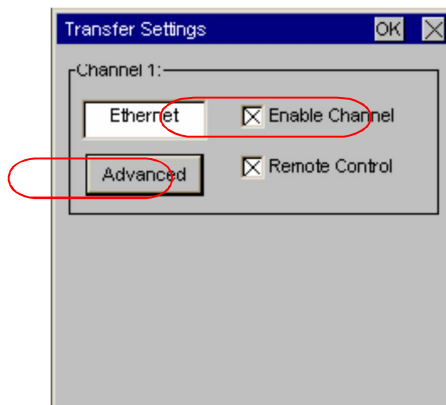 Transfer Settings OK
Channel 1:
Ethernet Enable Channel
Advanced Remote Control